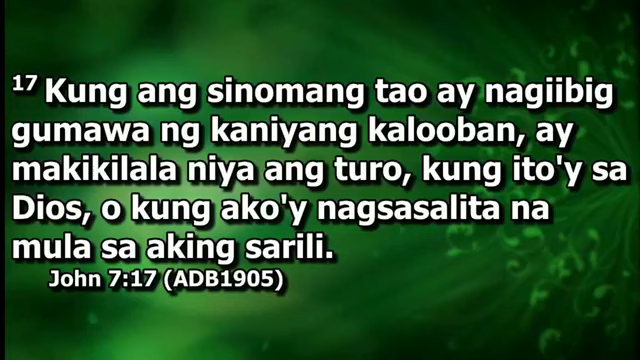 17 Kung ang sinomang tao ay nagiibig
gumawa ng kaniyang kalooban, ay
makikilala niya ang turo, kung ito'y sa
Dios, o kung ako'y nagsasalita na
mula sa aking sarili.
John 7:17 (ADB1905)